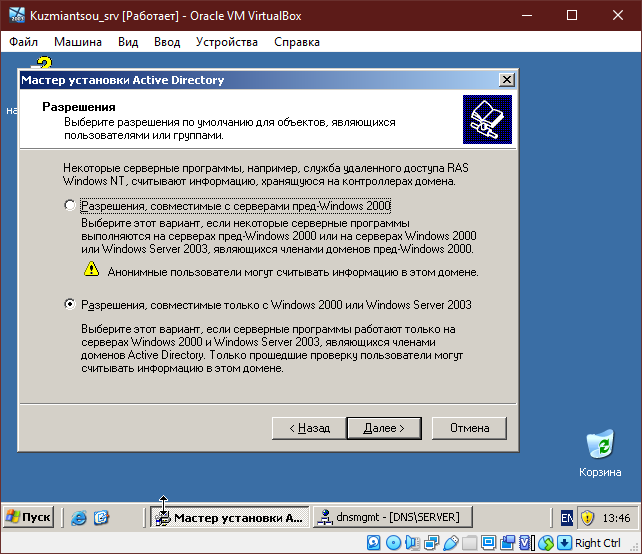 Kuzmiantsou_srv [Работает] - Oracle VM VirtualBox
Файл Машина Вид Ввод Устройства Справка
Мастер установки Active Directory
Разрешения
Выберите разрешения по умолчанию для объектов, являющихся
пользователями или группами.
Некоторые серверные программы, например, служба удаленного доступа RAS
Windows NT, считывают информацию, хранящуюся на контроллерах домена.
Разрешения, совместимые с серверами пред-Windows 2000
Выберите этот вариант, если некоторые серверные программы
выполняются на серверах пред-Windows 2000 или на серверах Windows 2000
или Windows Server 2003, являющихся членами доменов пред-Windows 2000.
Анонимные пользователи могут считывать информацию в этом домене.
Разрешения, совместимые только с Windows 2000 или Windows Server 2003
Выберите этот вариант, если серверные программы работают только на
серверах Windows 2000 и Windows Server 2003, являющихся членами
доменов Active Directory. Только прошедшие проверку пользователи могут
считывать информацию в этом домене.
< Назад Далее > Отмена
Корзина
Пуск Мастер установки A... dnsmgmt - [DNS\SERVER] EN 13:46
Right Ctrl